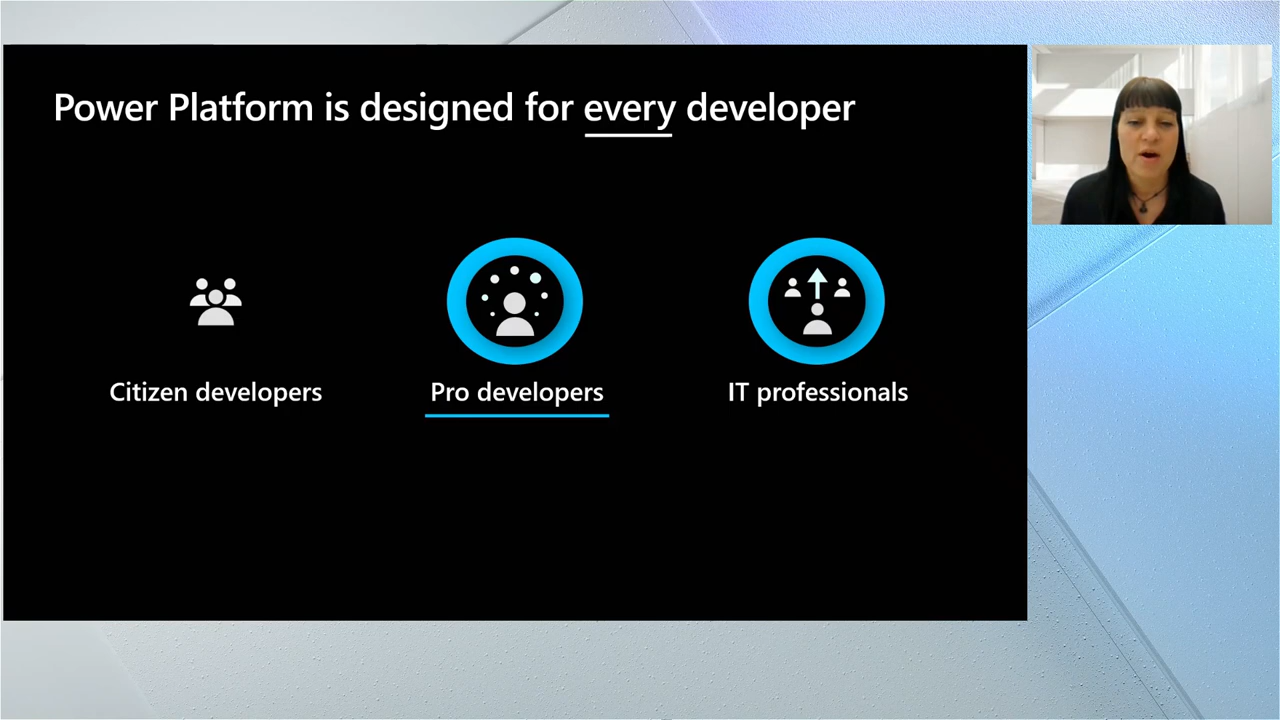 Power Platform is designed for every developer
Citizen developers
Pro developers
IT professionals